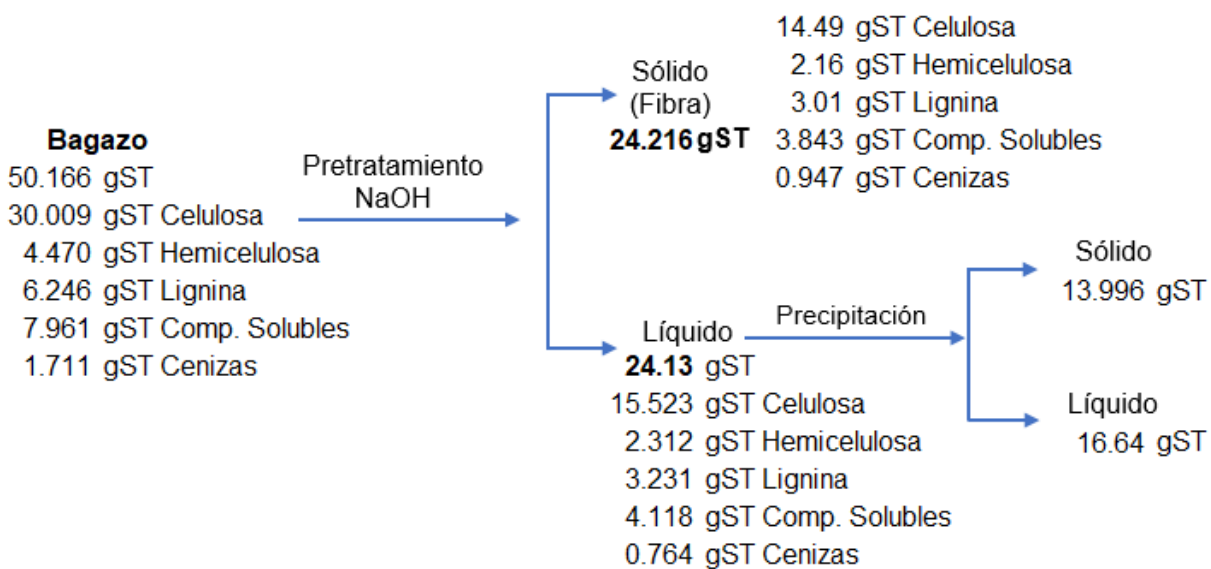 Bagazo
50.166 gST
30.009 gST Celulosa
4.470 gST Hemicelulosa
6.246 gST Lignina
7.961 gST Comp. Solubles
1.711 gST Cenizas
Pretratamiento
NaOH
Sólido
(Fibra)
24.216 gST
14.49 gST Celulosa
2.16 gST Hemicelulosa
3.01 gST Lignina
3.843 gST Comp. Solubles
0.947 gST Cenizas
Líquido
24.13 gST
15.523 gST Celulosa
2.312 gST Hemicelulosa
3.231 gST Lignina
4.118 gST Comp. Solubles
0.764 gST Cenizas
Precipitación
Sólido
13.996 gST
Líquido
16.64 gST